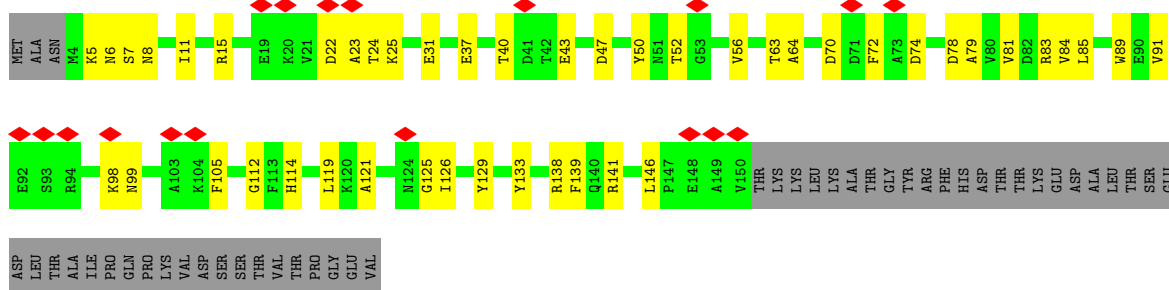 MET ALA ASN M4 K5 N6 S7 N8 I11 R15 E19 K20 V21 D22 A23 T24 K25 E31 E37 T40 D41 T42 E43 D47 Y50 N51 T52 G53 V56 T63 A64 D70 D71 F72 A73 D74 D78 A79 V80 V81 D82 R83 V84 L85 W89 E90 V91
E92 S93 R94 K98 N99 A103 K104 F105 G112 F113 H114 L119 K120 A121 N124 G125 I126 Y129 Y133 R138 F139 Q140 R141 L146 P147 E148 A149 V150 THR LYS LYS LEU LYS ALA THR GLY TYR ARG PHE HIS ASP THR THR LYS GLU ASP ALA LEU THR SER GLU
ASP LEU THR ALA ILE PRO GLN PRO LYS VAL ASP SER SER THR VAL THR PRO GLY GLU VAL